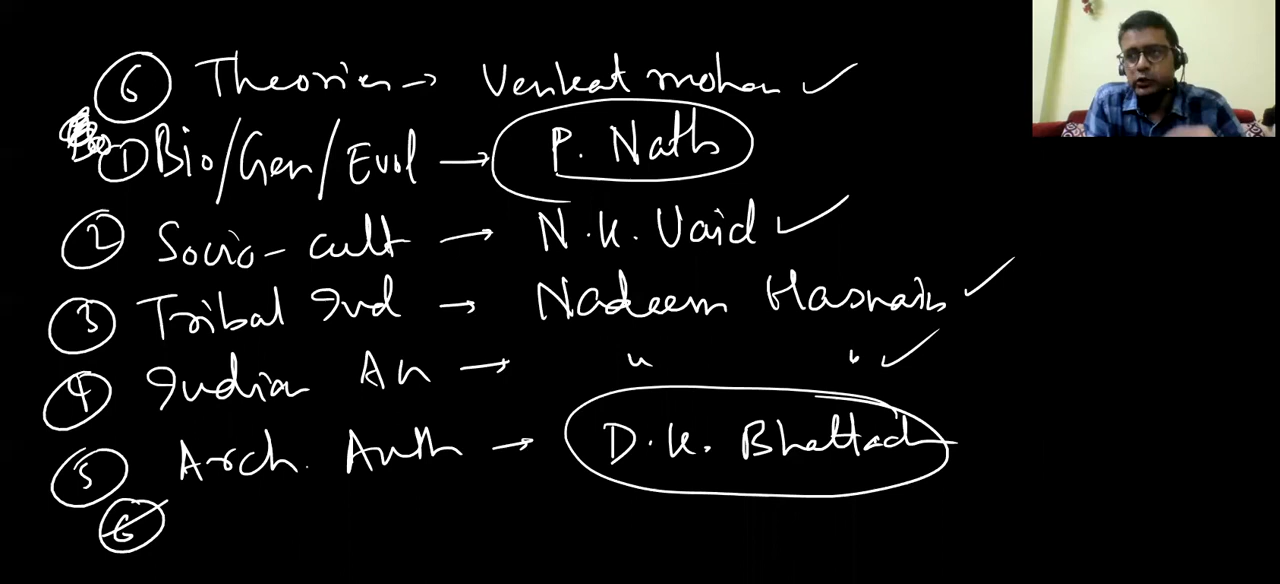 6 Theories → Venkat mohan ✓
1 Bio/Gen/Evol → P. Nath
2 Socio-cult → N.K. Vaid ✓
3 Tribal Ind → Nadeem Hasnain ✓
4 Indian An → " " ✓
5 Arch. Anth → D.K. Bhattach
6